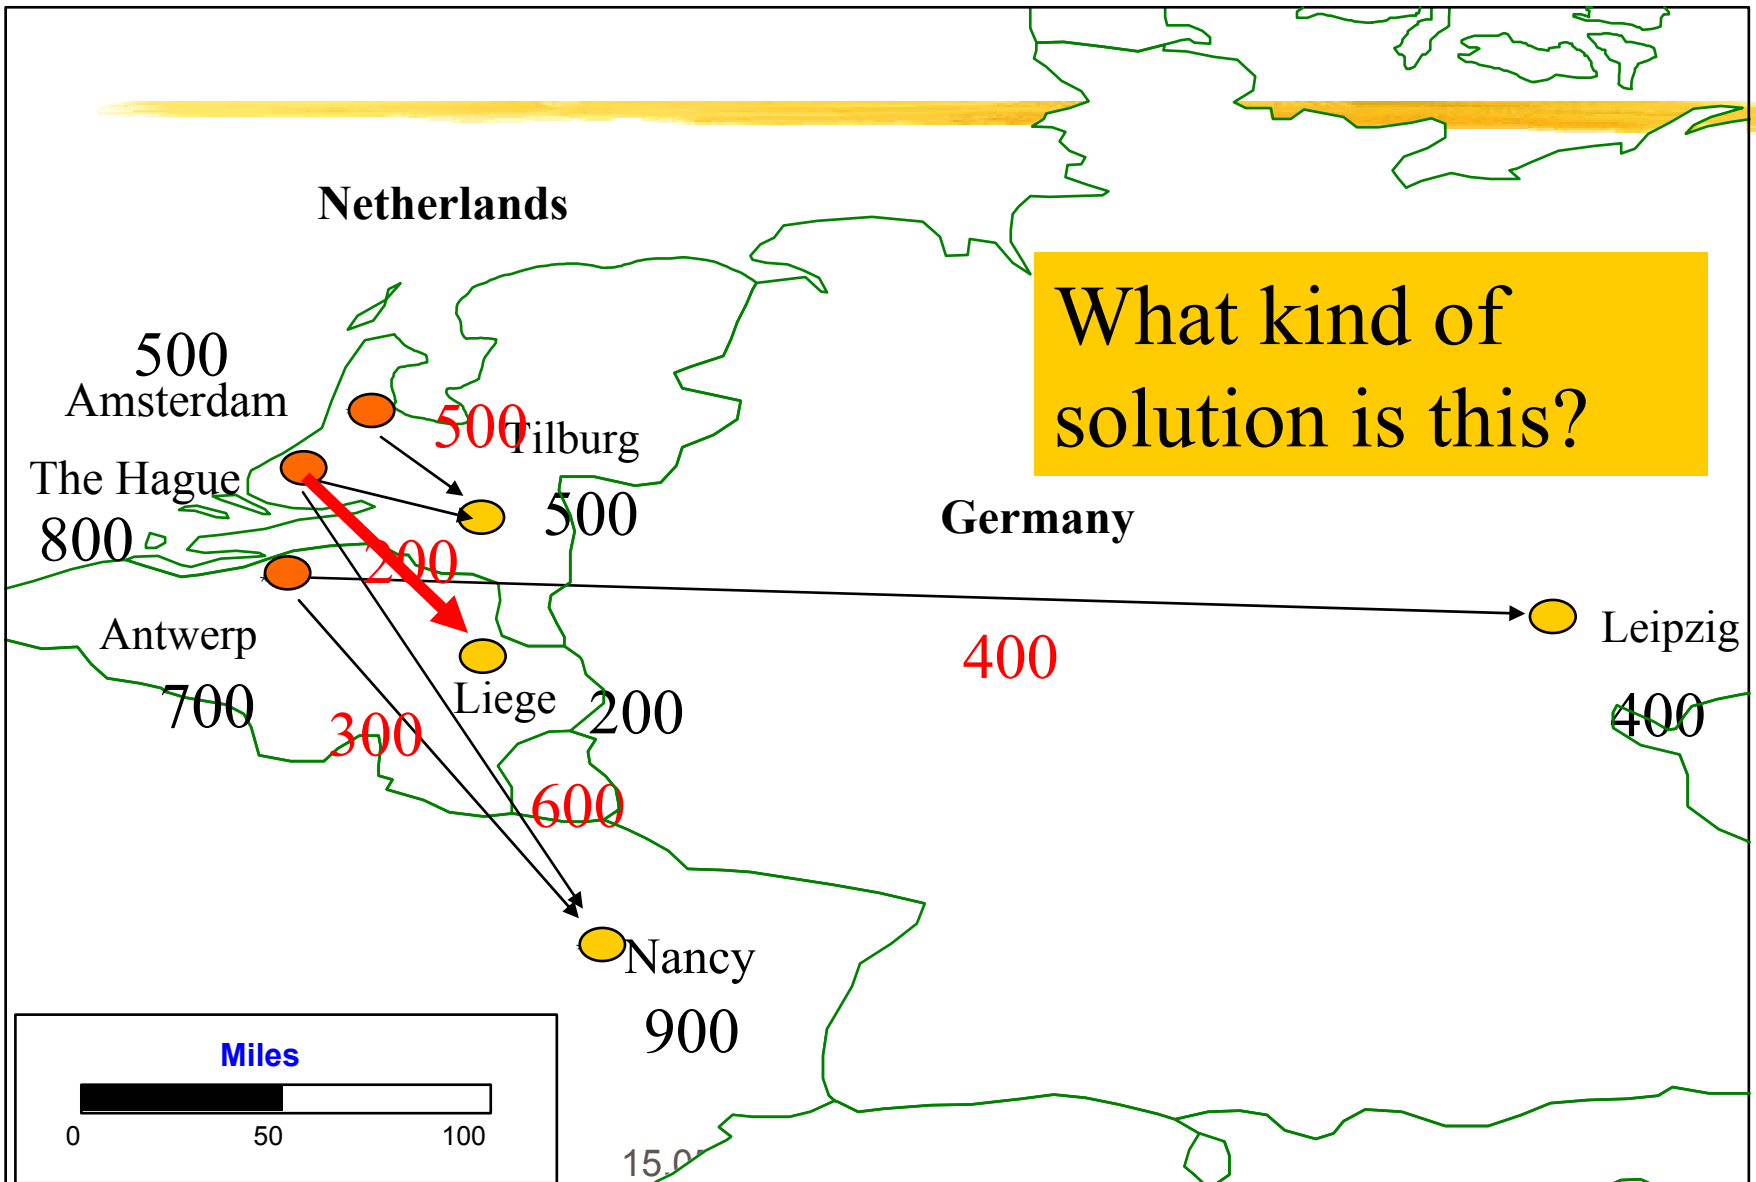 Netherlands
What kind of
solution is this?
500
Amsterdam
500
Tilburg
The Hague
500
800
Germany
200
Antwerp
400
Leipzig
700
Liege
200
400
300
600
Nancy
900
Miles
0 50 100